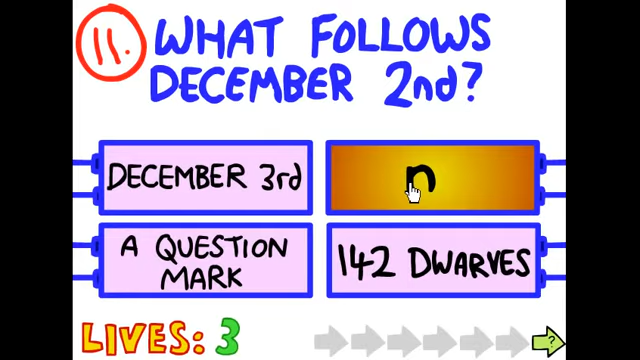 11.
WHAT FOLLOWS
DECEMBER 2nd?
DECEMBER 3rd
n
A QUESTION
MARK
142 DWARVES
LIVES: 3
?